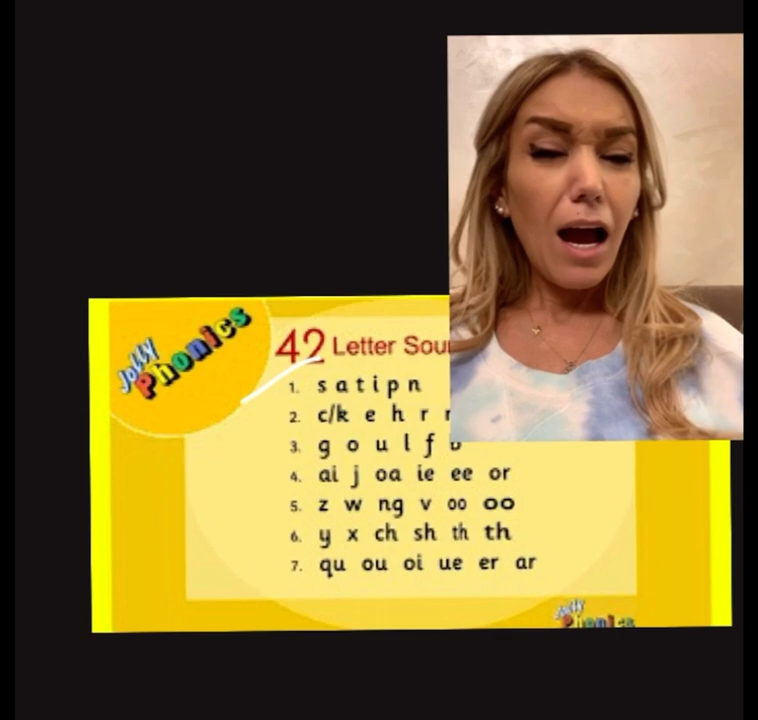 Jolly
Phonics
42 Letter Sou
1. s a t i p n
2. c/k e h r
3. g o u l f
4. ai j oa ie ee or
5. z w ng v oo oo
6. y x ch sh th th
7. qu ou oi ue er ar
Jolly
Phonics